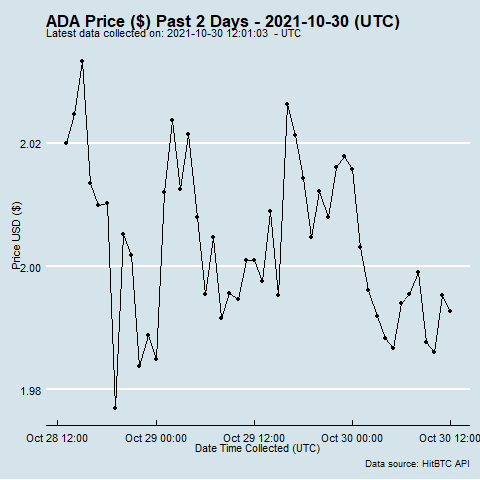 ADA Price ($) Past 2 Days - 2021-10-30 (UTC)
Latest data collected on: 2021-10-30 12:01:03 - UTC
2.02
2.00
1.98
Price USD ($)
Oct 28 12:00 Oct 29 00:00 Oct 29 12:00 Oct 30 00:00 Oct 30 12:00
Date Time Collected (UTC)
Data source: HitBTC API